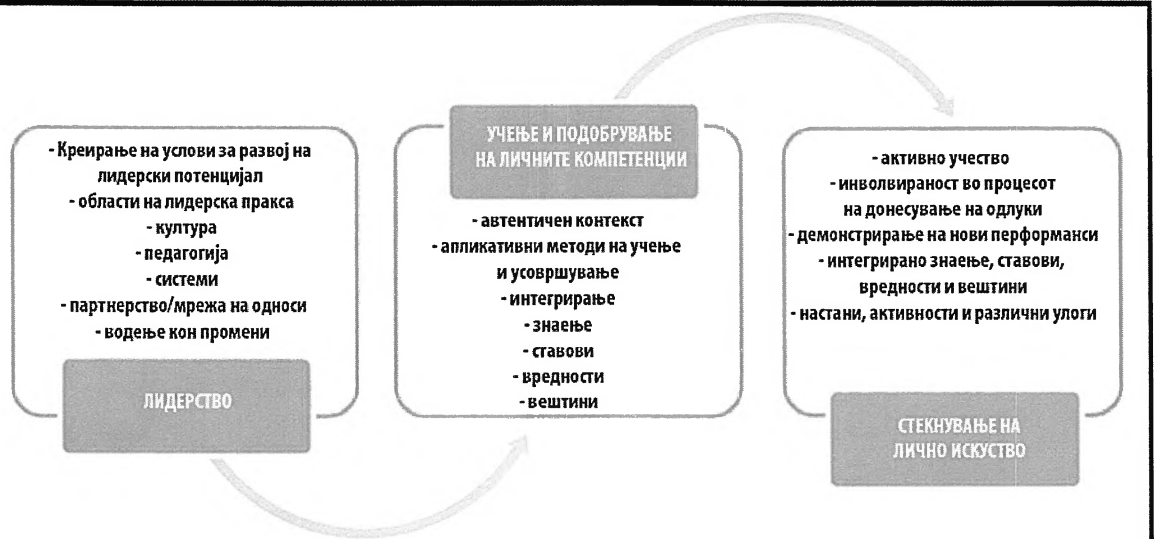 - Креирање на услови за развој на
лидерски потенцијал
- области на лидерска пракса
- култура
- педагогија
- системи
- партнерство/мрежа на односи
- водење кон промени
ЛИДЕРСТВО
УЧЕЊЕ И ПОДОБРУВАЊЕ
НА ЛИЧНИТЕ КОМПЕТЕНЦИИ
- автентичен контекст
- апликативни методи на учење
и усовршување
- интегрирање
- знаење
- ставови
- вредности
- вештини
- активно учество
- инволвираност во процесот
на донесување на одлуки
- демонстрирање на нови перформанси
- интегрирано знаење, ставови,
вредности и вештини
- настани, активности и различни улоги
СТЕКНУВАЊЕ НА
ЛИЧНО ИСКУСТВО